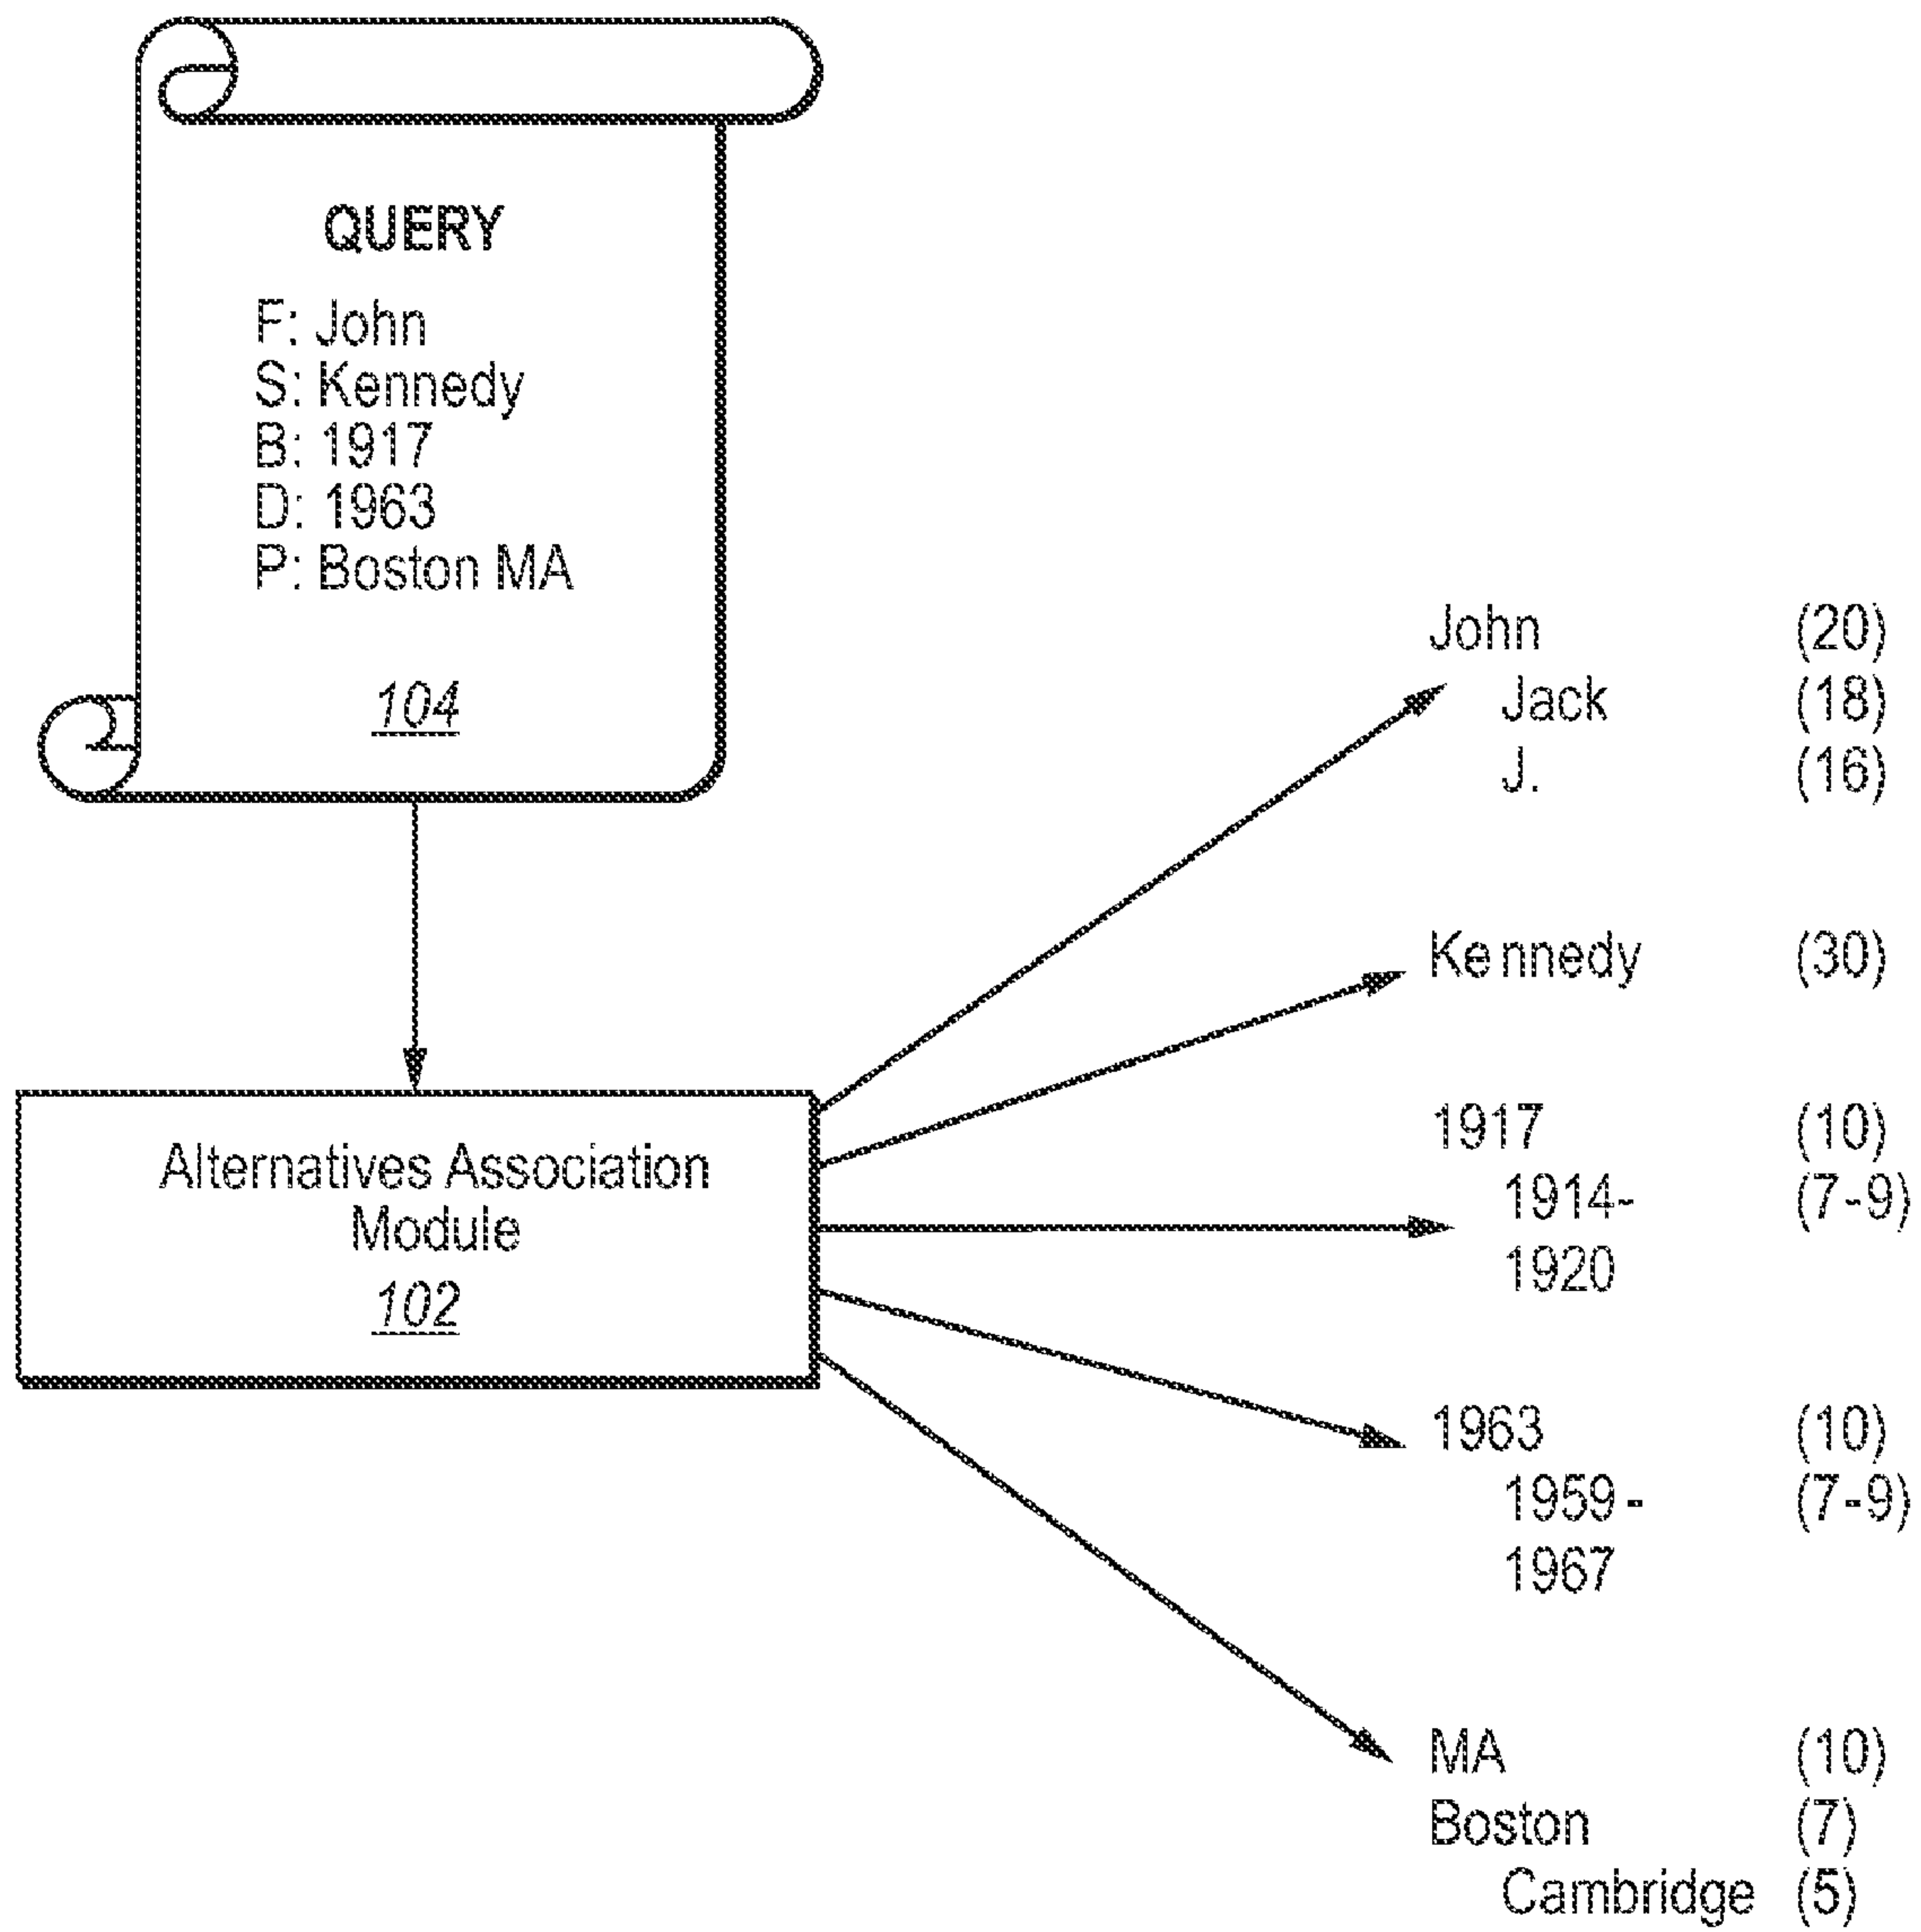 QUERY
F: John
S: Kennedy
B: 1917
D: 1963
P: Boston MA
104
Alternatives Association
Module
102
John (20)
Jack (18)
J. (16)
Kennedy (30)
1917 (10)
1914- (7-9)
1920
1963 (10)
1959- (7-9)
1967
MA (10)
Boston (7)
Cambridge (5)